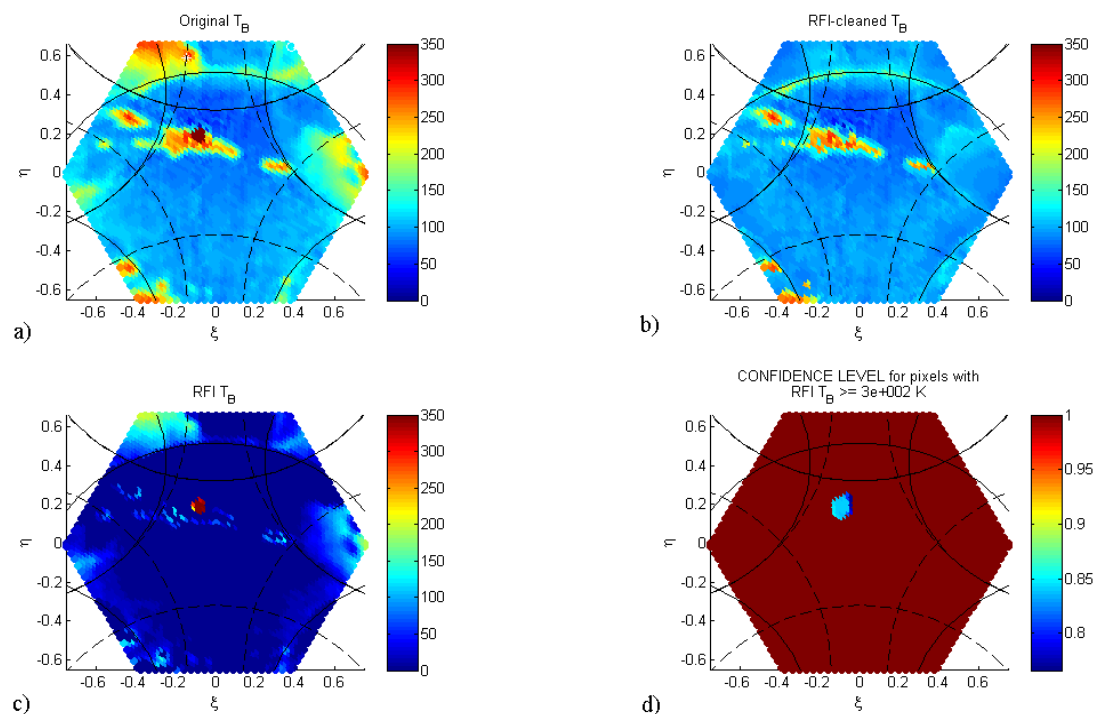 Original T_B
η
0.6
0.4
0.2
0
-0.2
-0.4
-0.6
-0.6 -0.4 -0.2 0 0.2 0.4 0.6
ξ
350
300
250
200
150
100
50
0
a)
RFI-cleaned T_B
η
0.6
0.4
0.2
0
-0.2
-0.4
-0.6
-0.6 -0.4 -0.2 0 0.2 0.4 0.6
ξ
350
300
250
200
150
100
50
0
b)
RFI T_B
η
0.6
0.4
0.2
0
-0.2
-0.4
-0.6
-0.6 -0.4 -0.2 0 0.2 0.4 0.6
ξ
350
300
250
200
150
100
50
0
c)
CONFIDENCE LEVEL for pixels with
RFI T_B >= 3e+002 K
η
0.6
0.4
0.2
0
-0.2
-0.4
-0.6
-0.6 -0.4 -0.2 0 0.2 0.4 0.6
ξ
1
0.95
0.9
0.85
0.8
d)